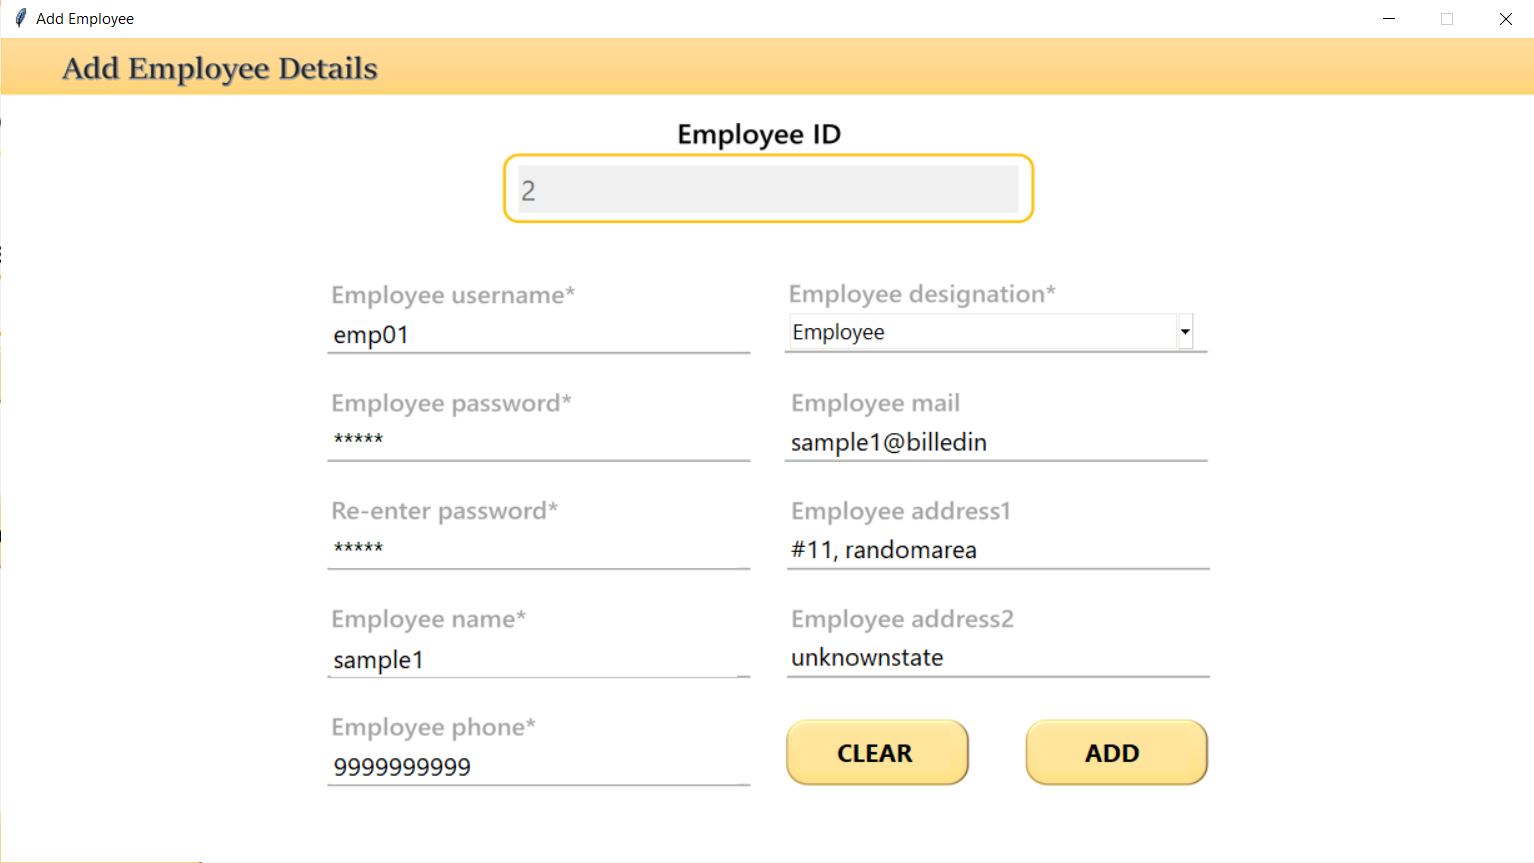 Add Employee
Add Employee Details
Employee ID
2
Employee username*
emp01
Employee designation*
Employee
Employee password*
*****
Employee mail
sample1@billedin
Re-enter password*
*****
Employee address1
#11, randomarea
Employee name*
sample1
Employee address2
unknownstate
Employee phone*
9999999999
CLEAR
ADD